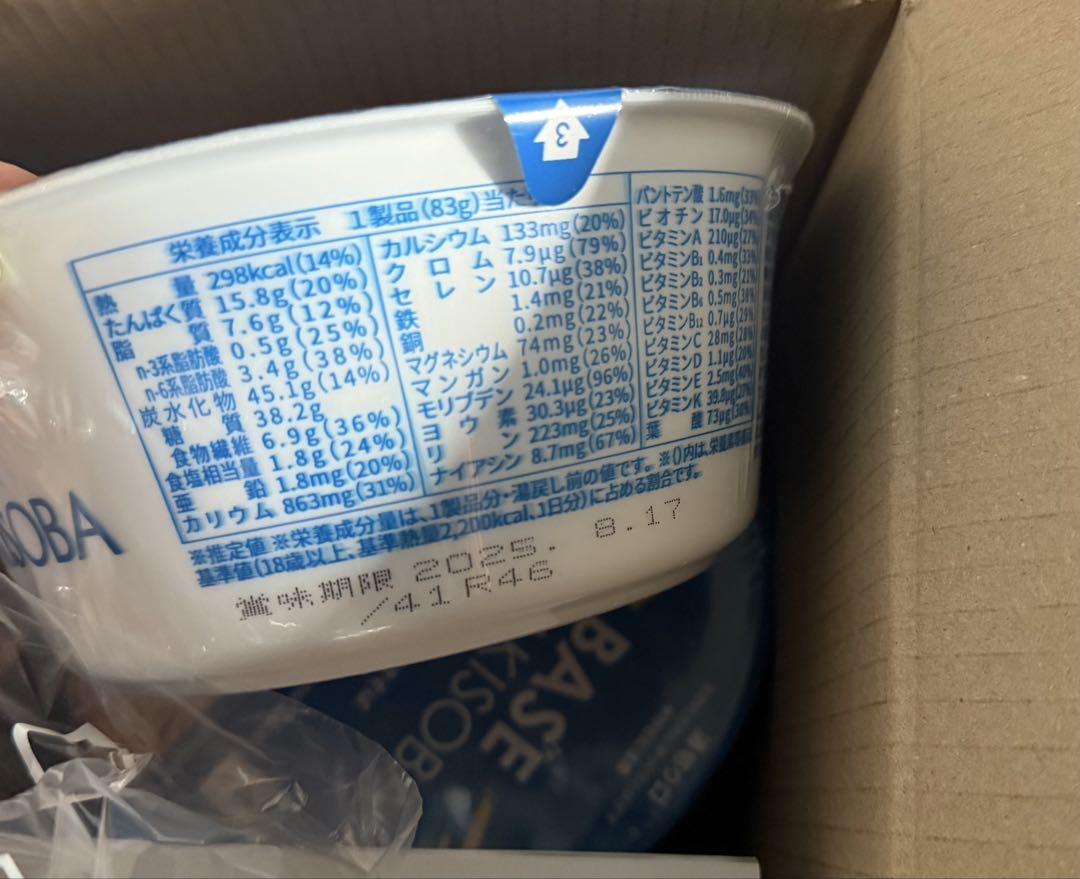 3
栄養成分表示 1製品(83g)当た
熱量 298kcal(14%)
たんぱく質 15.8g(20%)
脂質 7.6g(12%)
n-3系脂肪酸 0.5g(25%)
n-6系脂肪酸 3.4g(38%)
炭水化物 45.1g(14%)
糖質 38.2g
食物繊維 6.9g(36%)
食塩相当量 1.8g(24%)
亜鉛 1.8mg(20%)
カリウム 863mg(31%)
カルシウム 133mg(20%)
クロム 7.9μg(79%)
セレン 10.7μg(38%)
鉄 1.4mg(21%)
銅 0.2mg(22%)
マグネシウム 74mg(23%)
マンガン 1.0mg(26%)
モリブデン 24.1μg(96%)
ヨウ素 30.3μg(23%)
リン 223mg(25%)
ナイアシン 8.7mg(67%)
パントテン酸 1.6mg(33%)
ビオチン 17.0μg(34%)
ビタミンA 210μg(27%)
ビタミンB₁ 0.4mg(33%)
ビタミンB₂ 0.3mg(21%)
ビタミンB₆ 0.5mg(38%)
ビタミンB₁₂ 0.7μg(29%)
ビタミンC 28mg(28%)
ビタミンD 1.1μg(20%)
ビタミンE 2.5mg(40%)
ビタミンK 39.8μg(27%)
葉酸 73μg(30%)
※推定値 ※栄養成分量は、1製品分・湯戻し前の値です。※()内は、栄養素等
基準値(18歳以上、基準熱量2,200kcal、1日分)に占める割合です。
賞味期限 2025. 8.17
/41R46
SOBA
BASE
KISOB